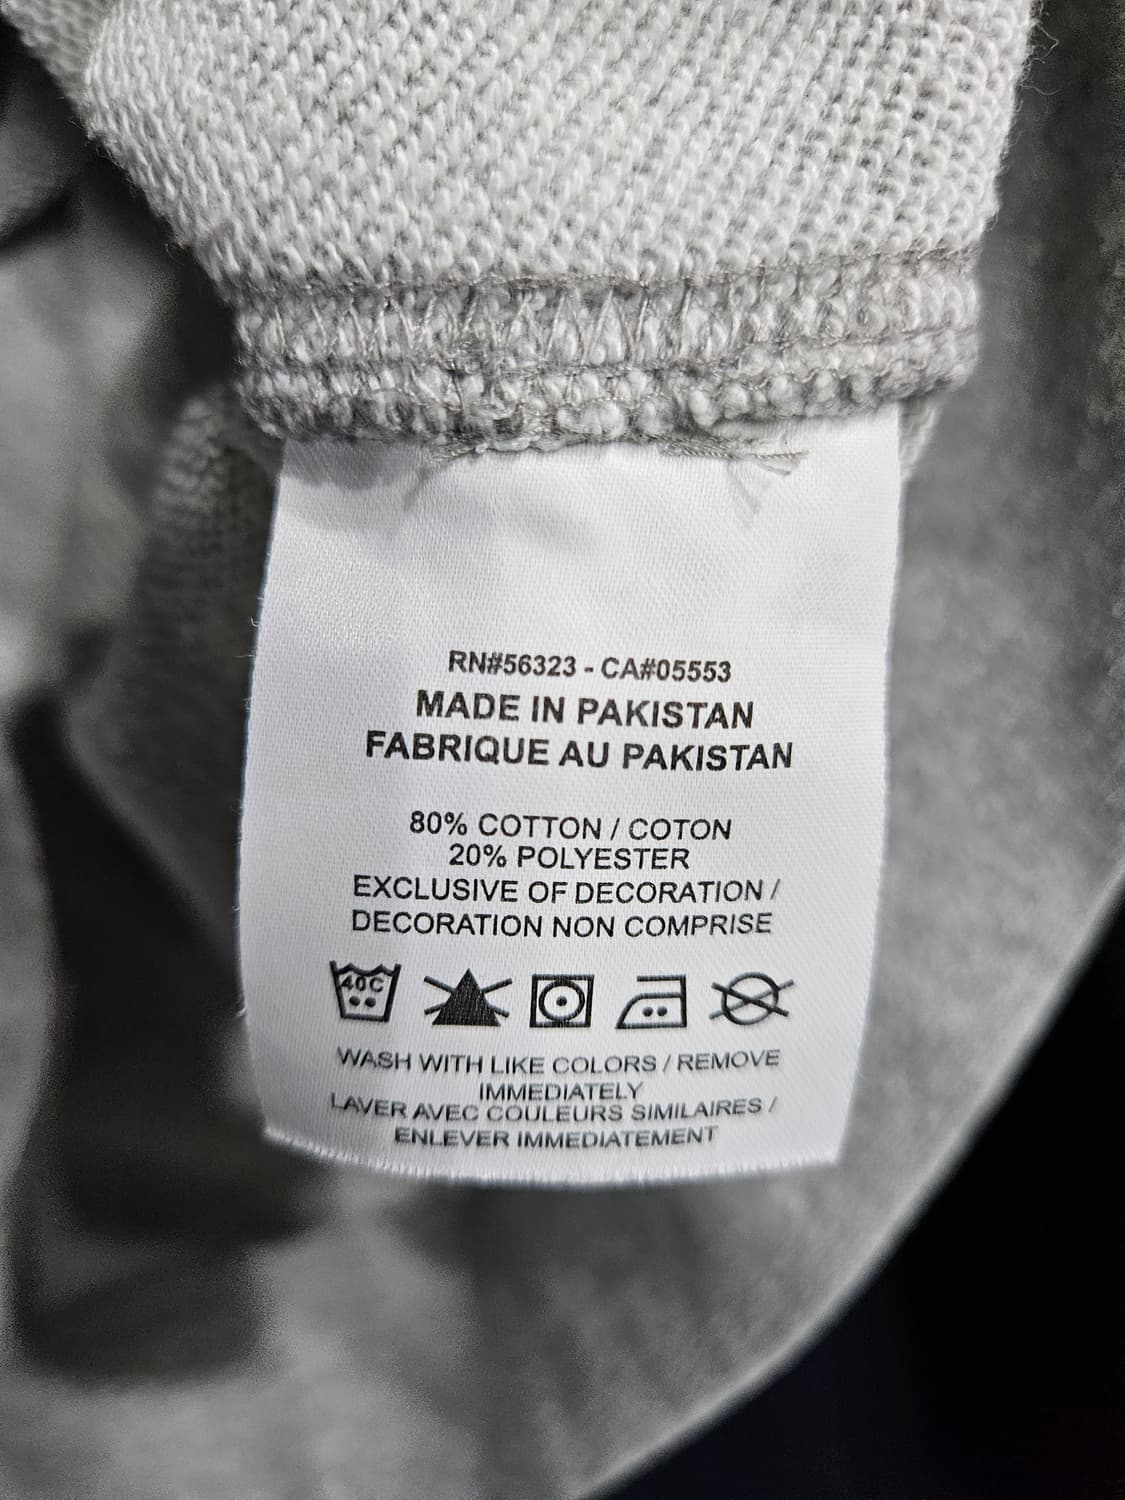 RN#56323 - CA#05553
MADE IN PAKISTAN
FABRIQUE AU PAKISTAN
80% COTTON / COTON
20% POLYESTER
EXCLUSIVE OF DECORATION /
DECORATION NON COMPRISE
40C
WASH WITH LIKE COLORS / REMOVE
IMMEDIATELY
LAVER AVEC COULEURS SIMILAIRES /
ENLEVER IMMEDIATEMENT